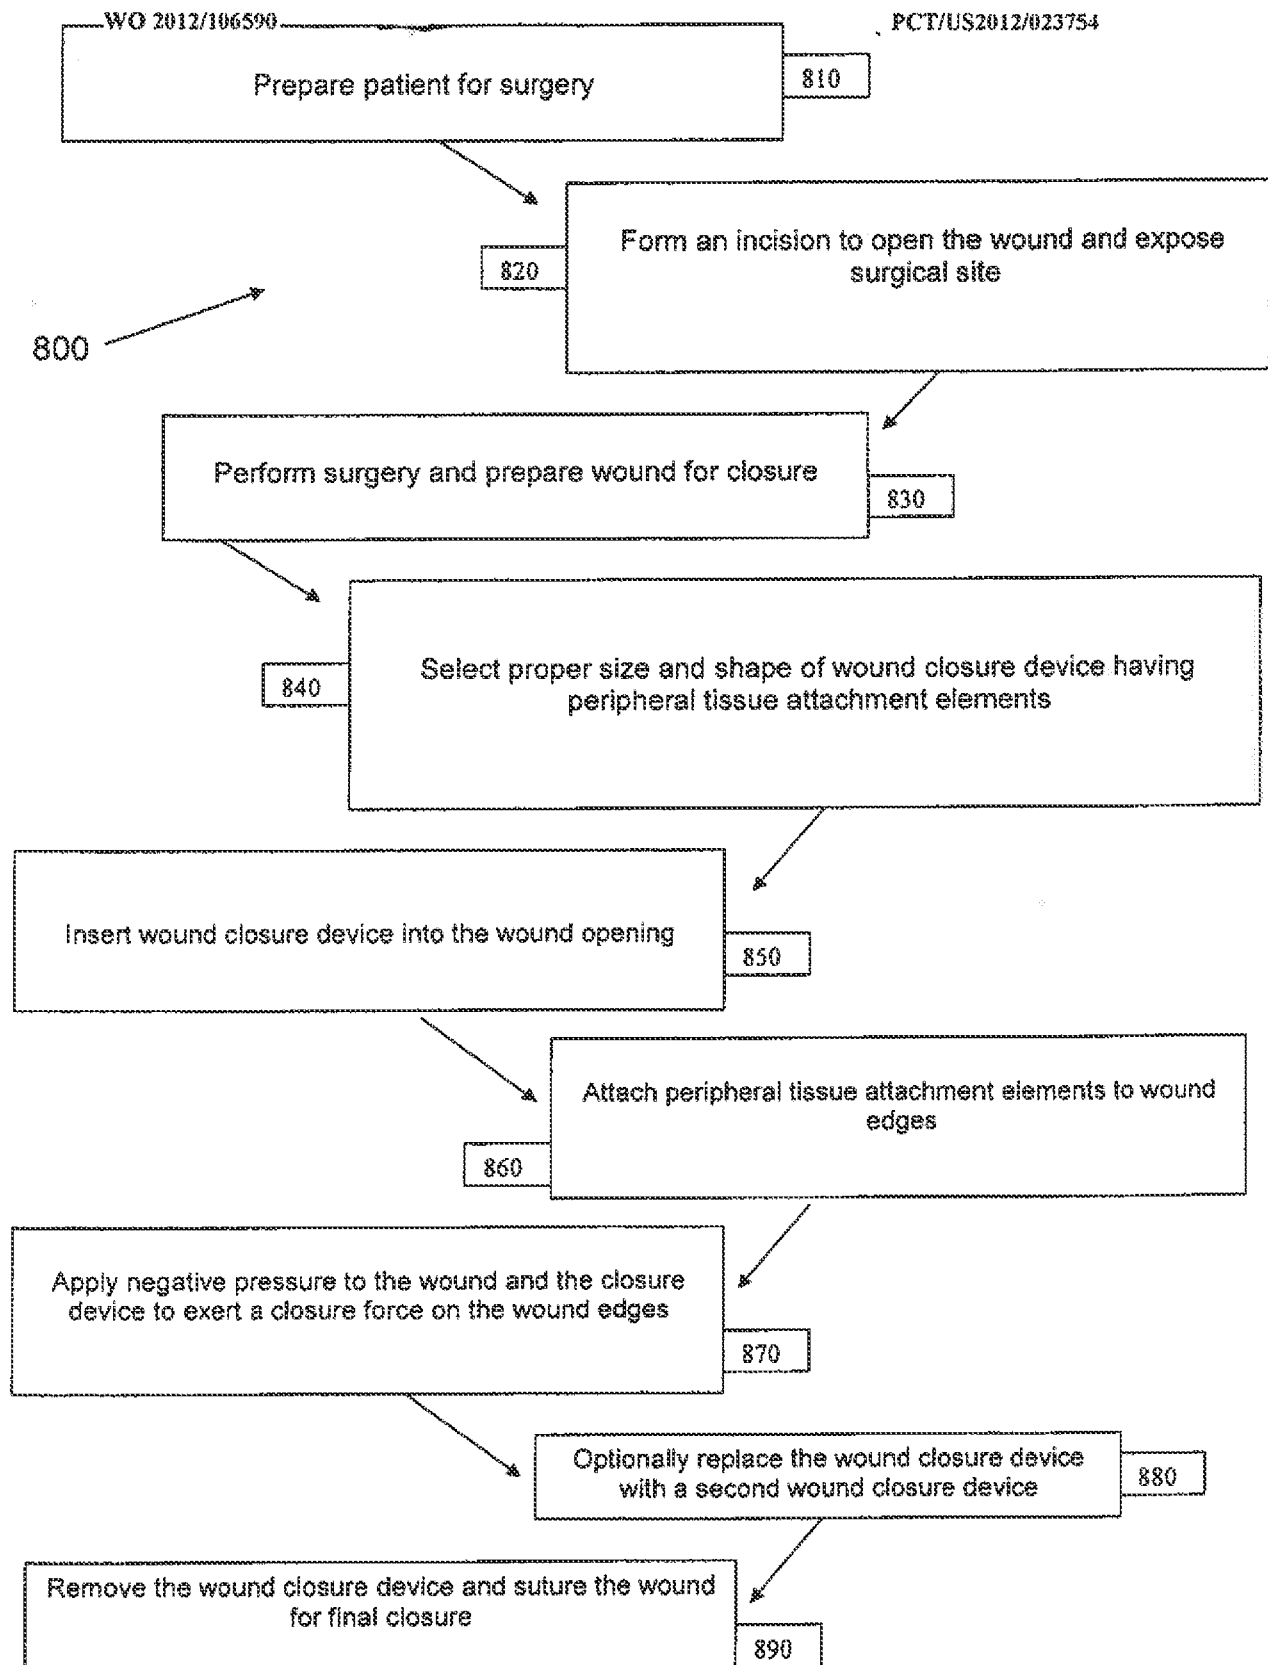 WO 2012/106590
PCT/US2012/023754
Prepare patient for surgery
810
Form an incision to open the wound and expose
surgical site
820
800
Perform surgery and prepare wound for closure
830
Select proper size and shape of wound closure device having
peripheral tissue attachment elements
840
Insert wound closure device into the wound opening
850
Attach peripheral tissue attachment elements to wound
edges
860
Apply negative pressure to the wound and the closure
device to exert a closure force on the wound edges
870
Optionally replace the wound closure device
with a second wound closure device
880
Remove the wound closure device and suture the wound
for final closure
890